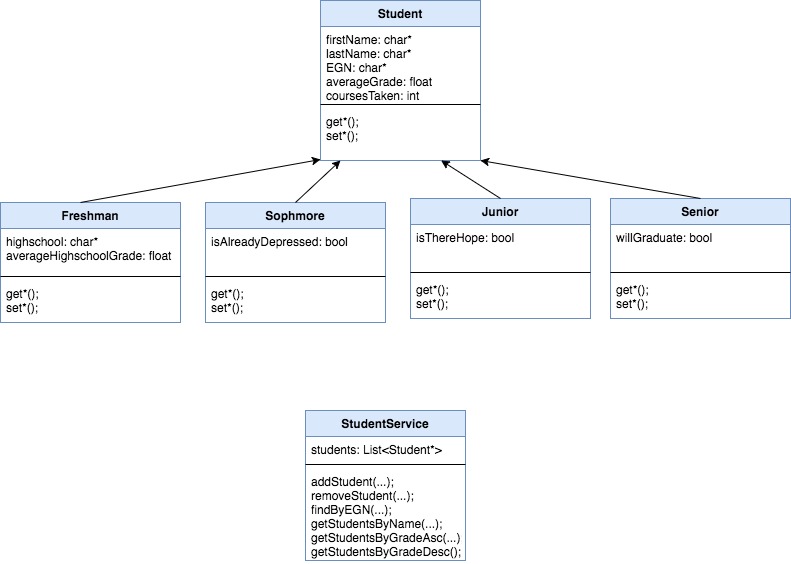 Student
firstName: char*
lastName: char*
EGN: char*
averageGrade: float
coursesTaken: int
get*();
set*();
Freshman
highschool: char*
averageHighschoolGrade: float
get*();
set*();
Sophmore
isAlreadyDepressed: bool
get*();
set*();
Junior
isThereHope: bool
get*();
set*();
Senior
willGraduate: bool
get*();
set*();
StudentService
students: List<Student*>
addStudent(...);
removeStudent(...);
findByEGN(...);
getStudentsByName(...);
getStudentsByGradeAsc(...)
getStudentsByGradeDesc();